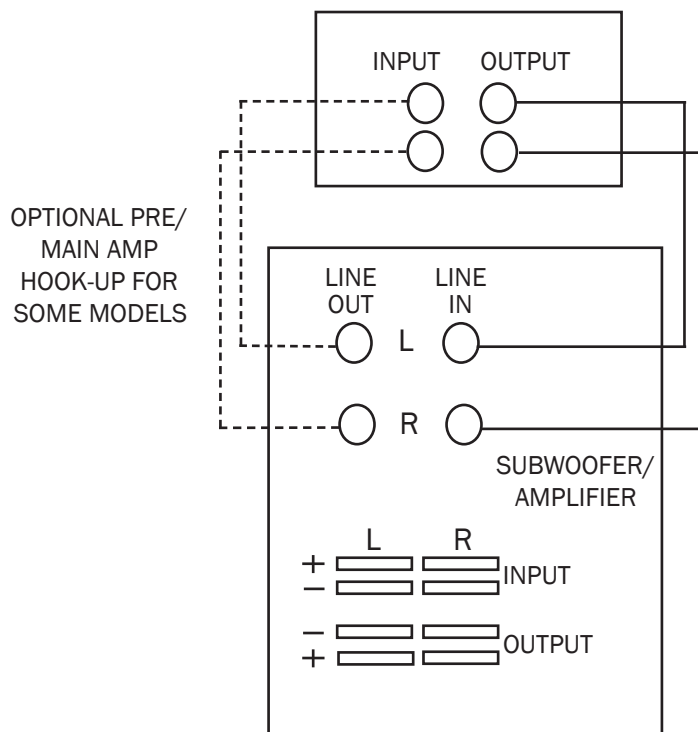 INPUT OUTPUT
OPTIONAL PRE/
MAIN AMP
HOOK-UP FOR
SOME MODELS
LINE LINE
OUT IN
L
R
SUBWOOFER/
AMPLIFIER
L R
+ INPUT
–
– OUTPUT
+